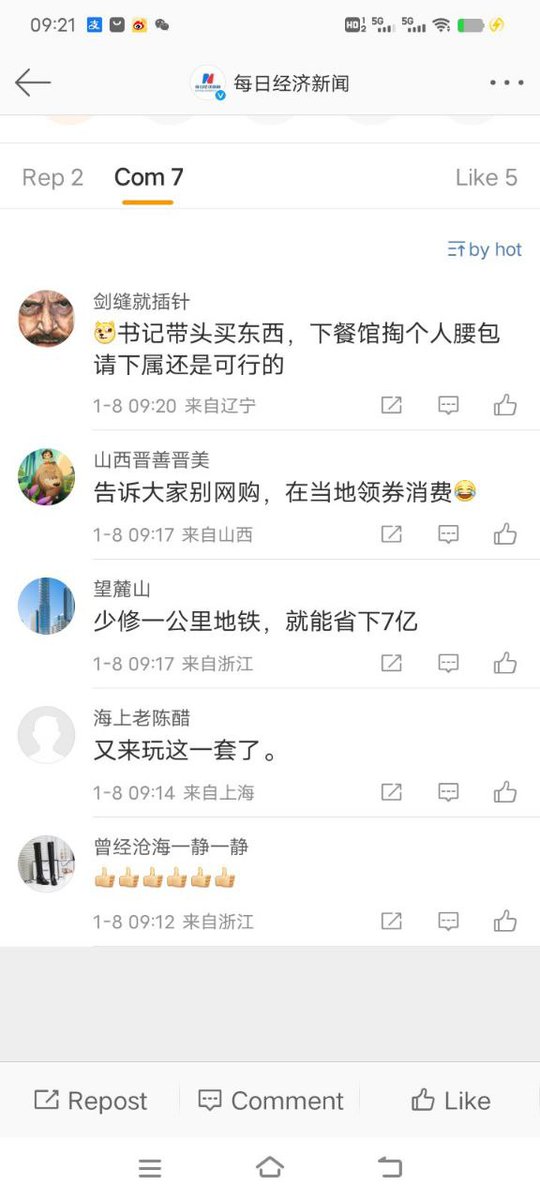 09:21
HD 1 2 5G 5G
每日经济新闻
Rep 2 Com 7 Like 5
by hot
剑缝就插针
书记带头买东西，下餐馆掏个人腰包
请下属还是可行的
1-8 09:20 来自辽宁
山西晋善晋美
告诉大家别网购，在当地领券消费😂
1-8 09:17 来自山西
望麓山
少修一公里地铁，就能省下7亿
1-8 09:17 来自浙江
海上老陈醋
又来玩这一套了。
1-8 09:14 来自上海
曾经沧海一静一静
👍👍👍👍👍👍
1-8 09:12 来自浙江
Repost Comment Like